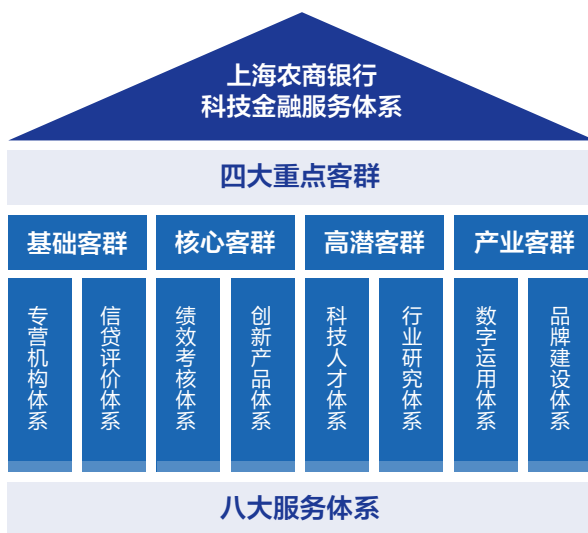 上海农商银行
科技金融服务体系
四大重点客群
基础客群
核心客群
高潜客群
产业客群
专营机构体系
信贷评价体系
绩效考核体系
创新产品体系
科技人才体系
行业研究体系
数字运用体系
品牌建设体系
八大服务体系